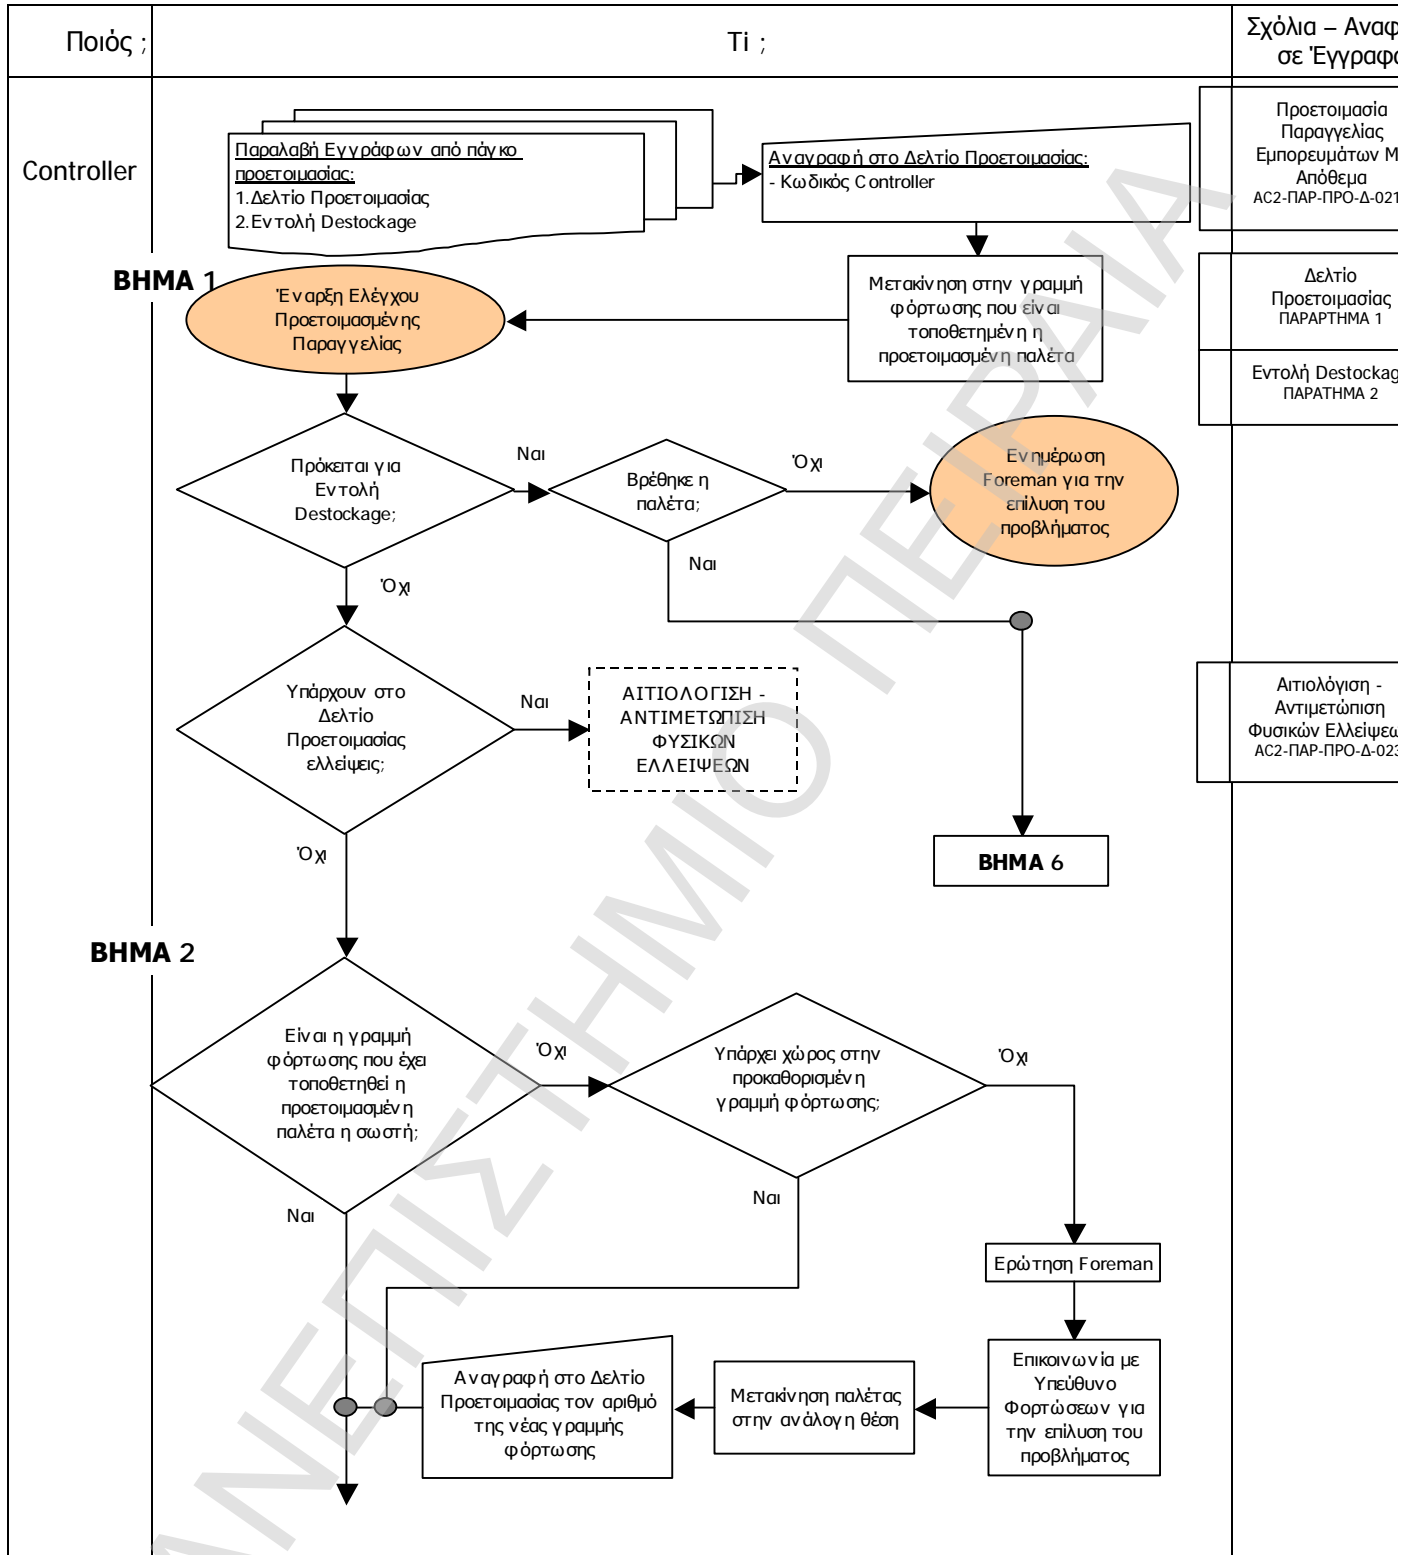 Ποιός ;
Τί ;
Σχόλια – Αναφ
σε Έγγραφα
Controller
Παραλαβή Εγγράφων από πάγκο
προετοιμασίας:
1.Δελτίο Προετοιμασίας
2.Εντολή Destockage
Αναγραφή στο Δελτίο Προετοιμασίας:
- Κωδικός Controller
Προετοιμασία
Παραγγελίας
Εμπορευμάτων Μ
Απόθεμα
AC2-ΠΑΡ-ΠΡΟ-Δ-021
ΒΗΜΑ 1
Έναρξη Ελέγχου
Προετοιμασμένης
Παραγγελίας
Μετακίνηση στην γραμμή
φόρτωσης που είναι
τοποθετημένη η
προετοιμασμένη παλέτα
Δελτίο
Προετοιμασίας
ΠΑΡΑΡΤΗΜΑ 1
Εντολή Destockag
ΠΑΡΑΤΗΜΑ 2
Πρόκειται για
Εντολή
Destockage;
Ναι
Βρέθηκε η
παλέτα;
Όχι
Ενημέρωση
Foreman για την
επίλυση του
προβλήματος
Όχι
Ναι
Υπάρχουν στο
Δελτίο
Προετοιμασίας
ελλείψεις;
Ναι
ΑΙΤΙΟΛΟΓΙΣΗ -
ΑΝΤΙΜΕΤΩΠΙΣΗ
ΦΥΣΙΚΩΝ
ΕΛΛΕΙΨΕΩΝ
Αιτιολόγιση -
Αντιμετώπιση
Φυσικών Ελλείψεω
AC2-ΠΑΡ-ΠΡΟ-Δ-023
Όχι
ΒΗΜΑ 6
ΒΗΜΑ 2
Είναι η γραμμή
φόρτωσης που έχει
τοποθετηθεί η
προετοιμασμένη
παλέτα η σωστή;
Όχι
Υπάρχει χώρος στην
προκαθορισμένη
γραμμή φόρτωσης;
Όχι
Ναι
Ναι
Ερώτηση Foreman
Επικοινωνία με
Υπεύθυνο
Φορτώσεων για
την επίλυση του
προβλήματος
Μετακίνηση παλέτας
στην ανάλογη θέση
Αναγραφή στο Δελτίο
Προετοιμασίας τον αριθμό
της νέας γραμμής
φόρτωσης
ΑΝΕΠΙΣΤΗΜΙΟ ΠΕΙΡΑΙΑ